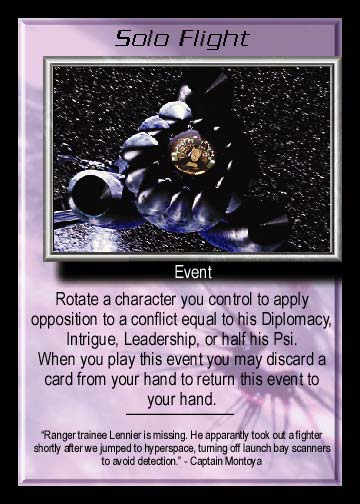 Solo Flight
Event
Rotate a character you control to apply
opposition to a conflict equal to his Diplomacy,
Intrigue, Leadership, or half his Psi.
When you play this event you may discard a
card from your hand to return this event to
your hand.
"Ranger trainee Lennier is missing. He apparantly took out a fighter
shortly after we jumped to hyperspace, turning off launch bay scanners
to avoid detection." - Captain Montoya